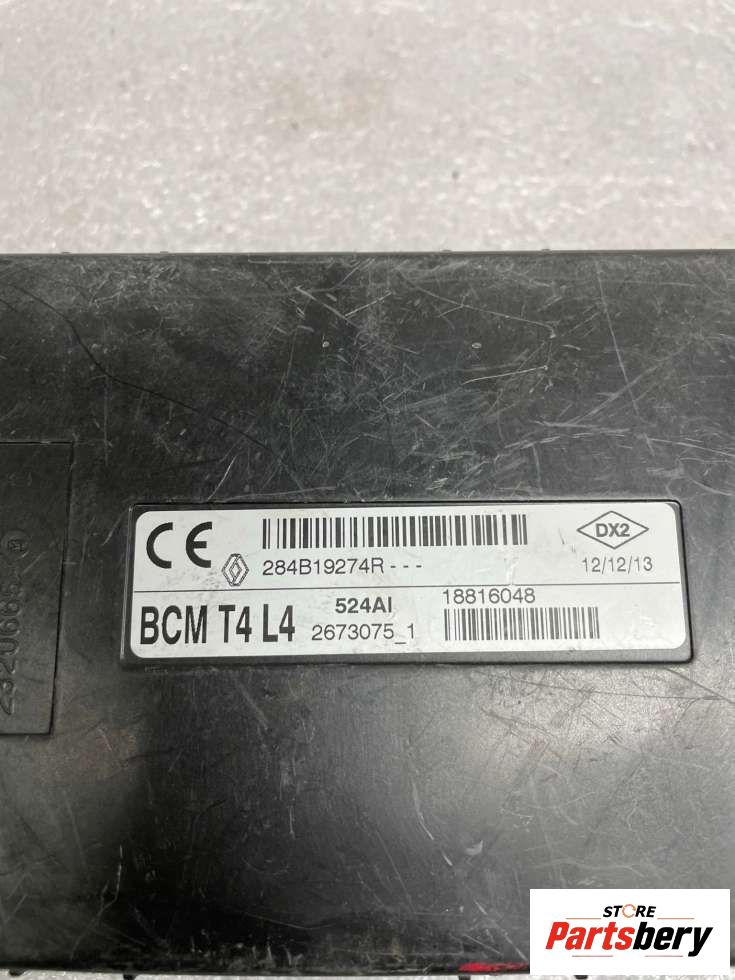 CE
284B19274R - - -
DX2
12/12/13
BCM T4 L4
524AI
2673075_1
18816048
STORE
Partsbery